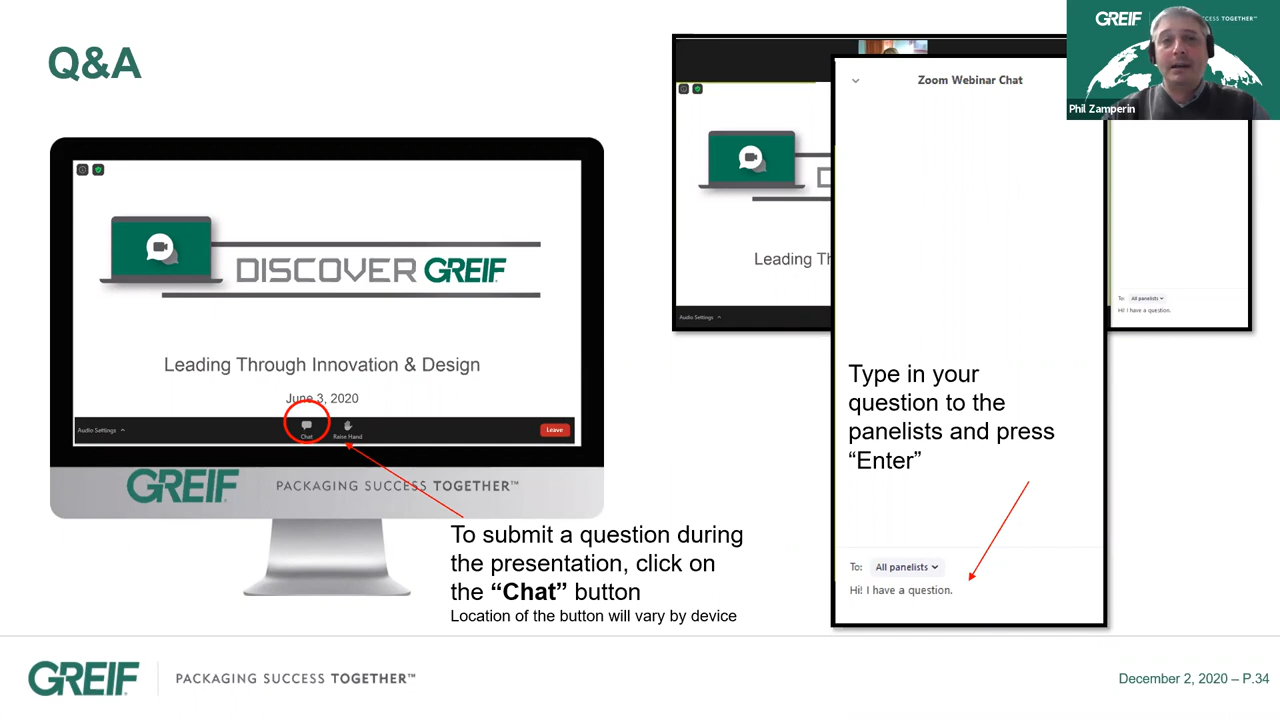 Q&A
DISCOVER GREIF
Leading Through Innovation & Design
June 3, 2020
Audio Settings
Chat
Raise Hand
Leave
GREIF
PACKAGING SUCCESS TOGETHER™
To submit a question during
the presentation, click on
the “Chat” button
Location of the button will vary by device
Leading Th
Audio Settings
Zoom Webinar Chat
Type in your
question to the
panelists and press
“Enter”
To: All panelists
Hi! I have a question.
To: All panelists
Hi! I have a question.
GREIF
CESS TOGETHER™
Phil Zamperin
GREIF
PACKAGING SUCCESS TOGETHER™
December 2, 2020 – P.34